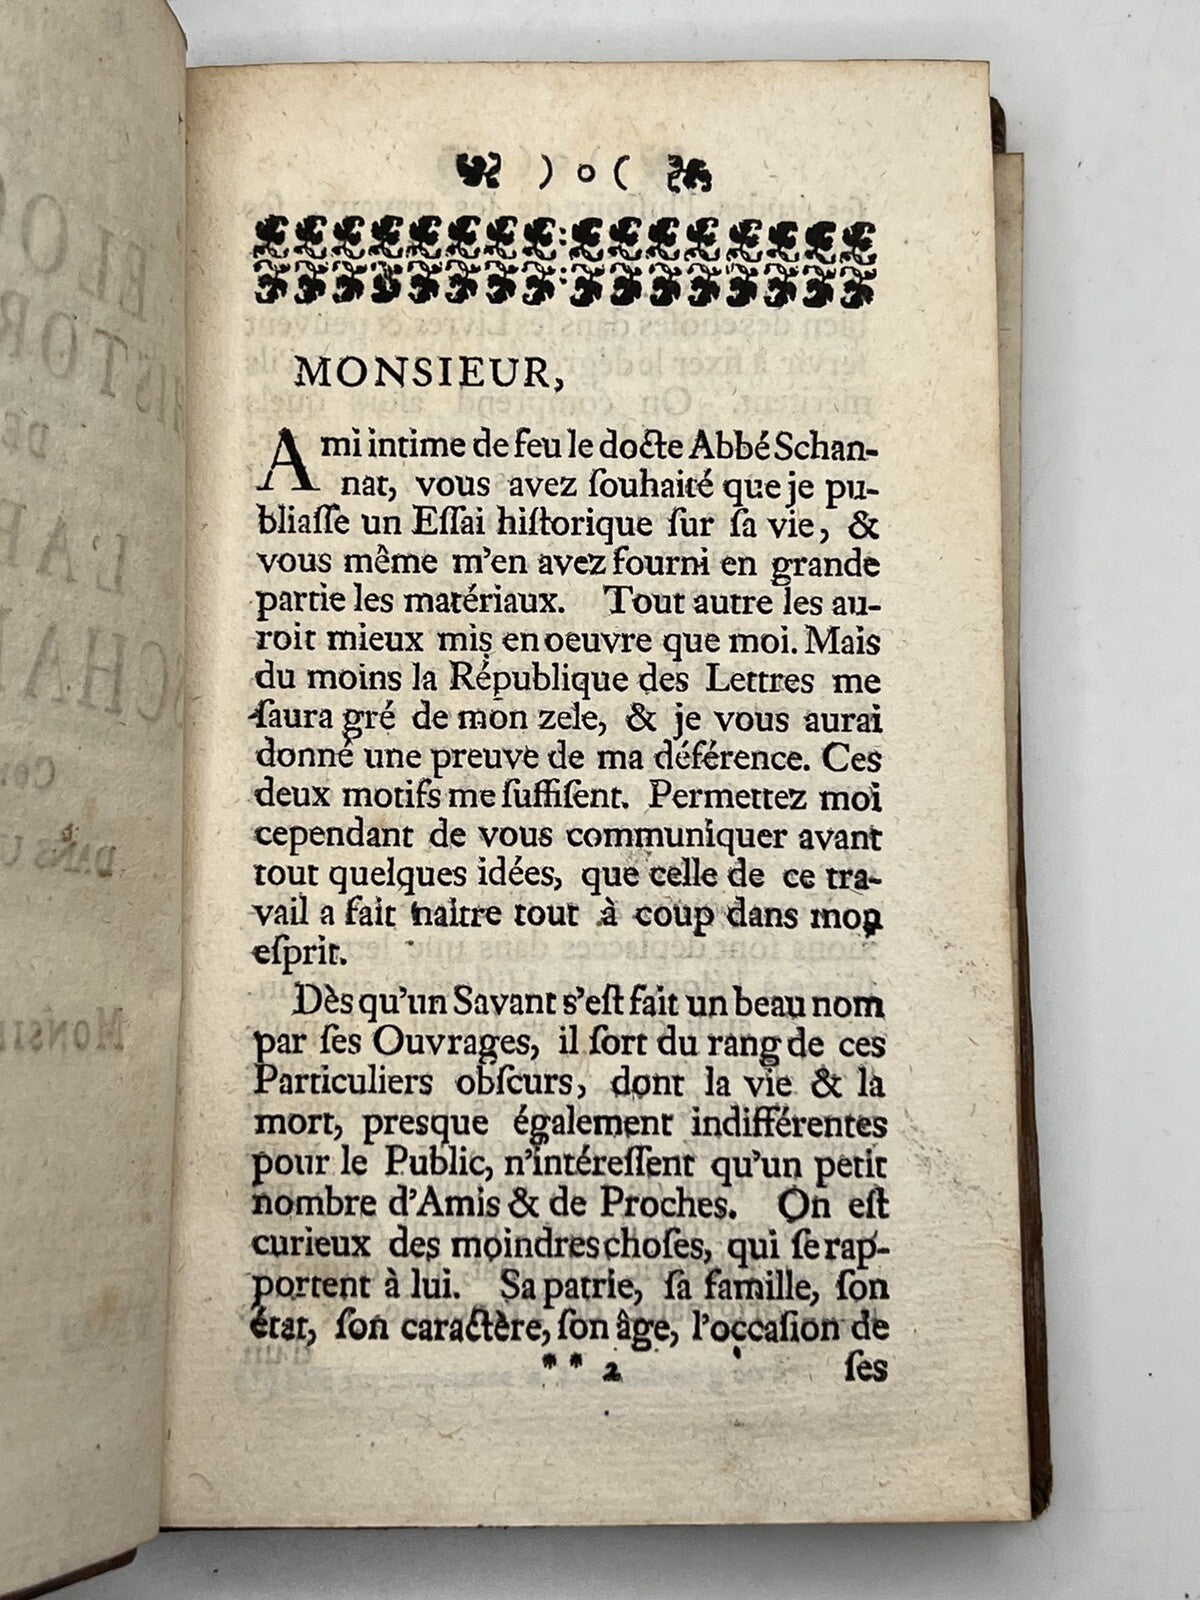 ) o (
MONSIEUR,
Ami intime de feu le docte Abbé Schan-
nat, vous avez ſouhaité que je pu-
bliaſſe un Eſſai hiſtorique ſur ſa vie, &
vous même m'en avez fourni en grande
partie les matériaux. Tout autre les au-
roit mieux mis en oeuvre que moi. Mais
du moins la République des Lettres me
ſaura gré de mon zele, & je vous aurai
donné une preuve de ma déférence. Ces
deux motifs me ſuffiſent. Permettez moi
cependant de vous communiquer avant
tout quelques idées, que celle de ce tra-
vail a fait naitre tout à coup dans mon
eſprit.
Dès qu'un Savant s'eſt fait un beau nom
par ſes Ouvrages, il ſort du rang de ces
Particuliers obſcurs, dont la vie & la
mort, presque également indifférentes
pour le Public, n'intéreſſent qu'un petit
nombre d'Amis & de Proches. On eſt
curieux des moindres choſes, qui ſe rap-
portent à lui. Sa patrie, ſa famille, ſon
état, ſon caractère, ſon âge, l'occaſion de
* * 2 ſes